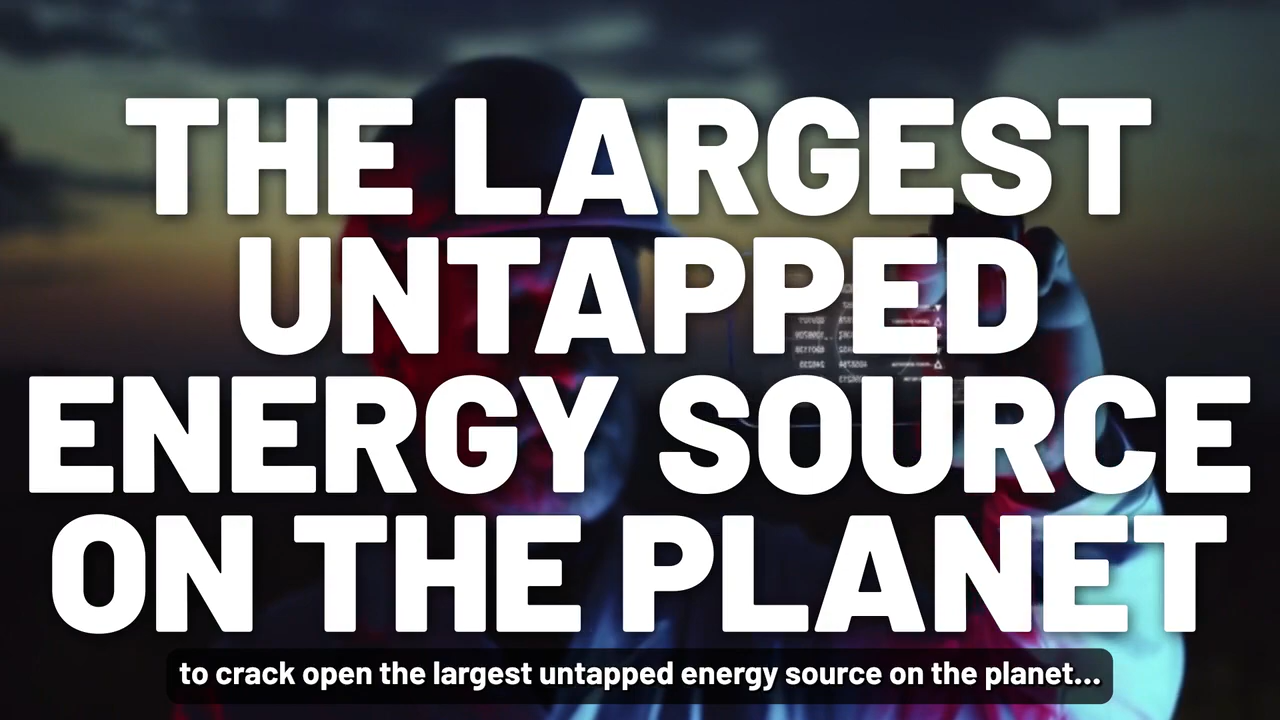 THE LARGEST
UNTAPPED
ENERGY SOURCE
ON THE PLANET
to crack open the largest untapped energy source on the planet...